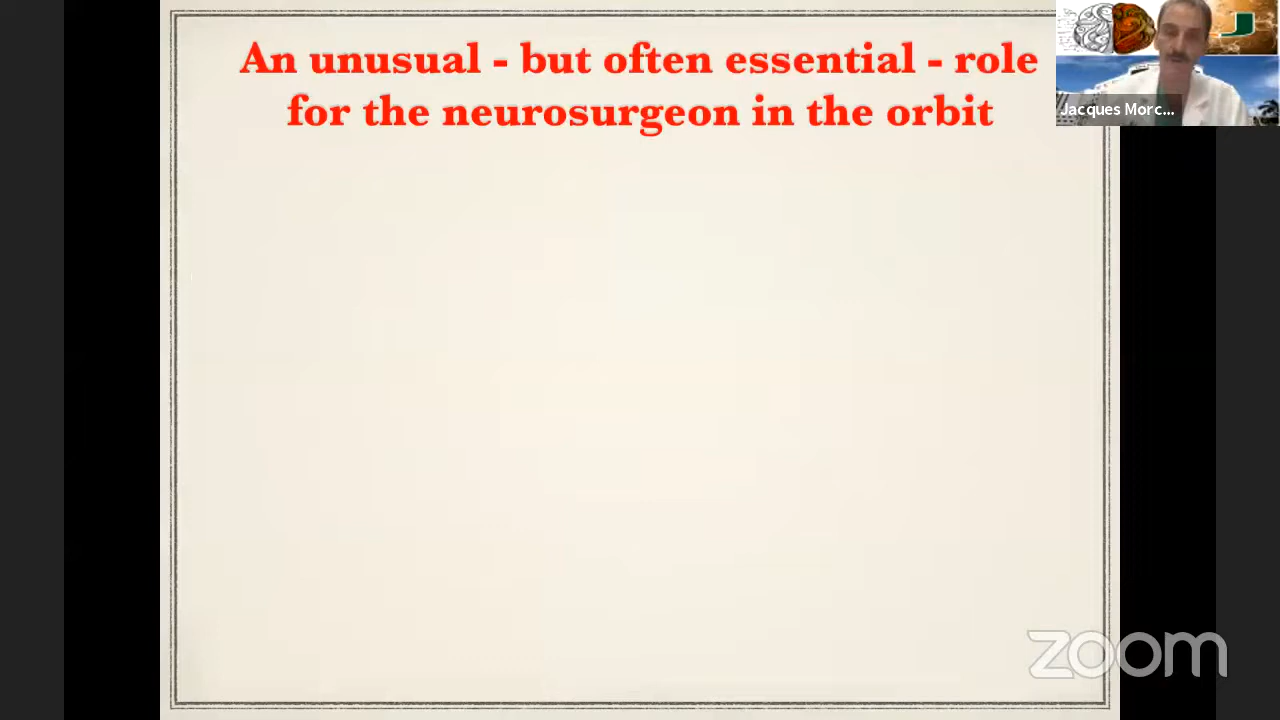 An unusual - but often essential - role
for the neurosurgeon in the orbit
Jacques Morc...
zoom